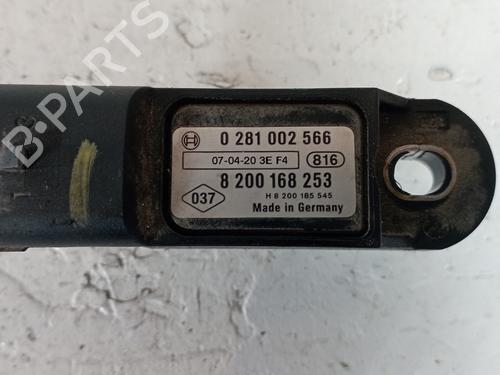 B-PARTS
0 281 002 566
07-04-20 3E F4 816
8 200 168 253
037 H 8 200 185 545
Made in Germany